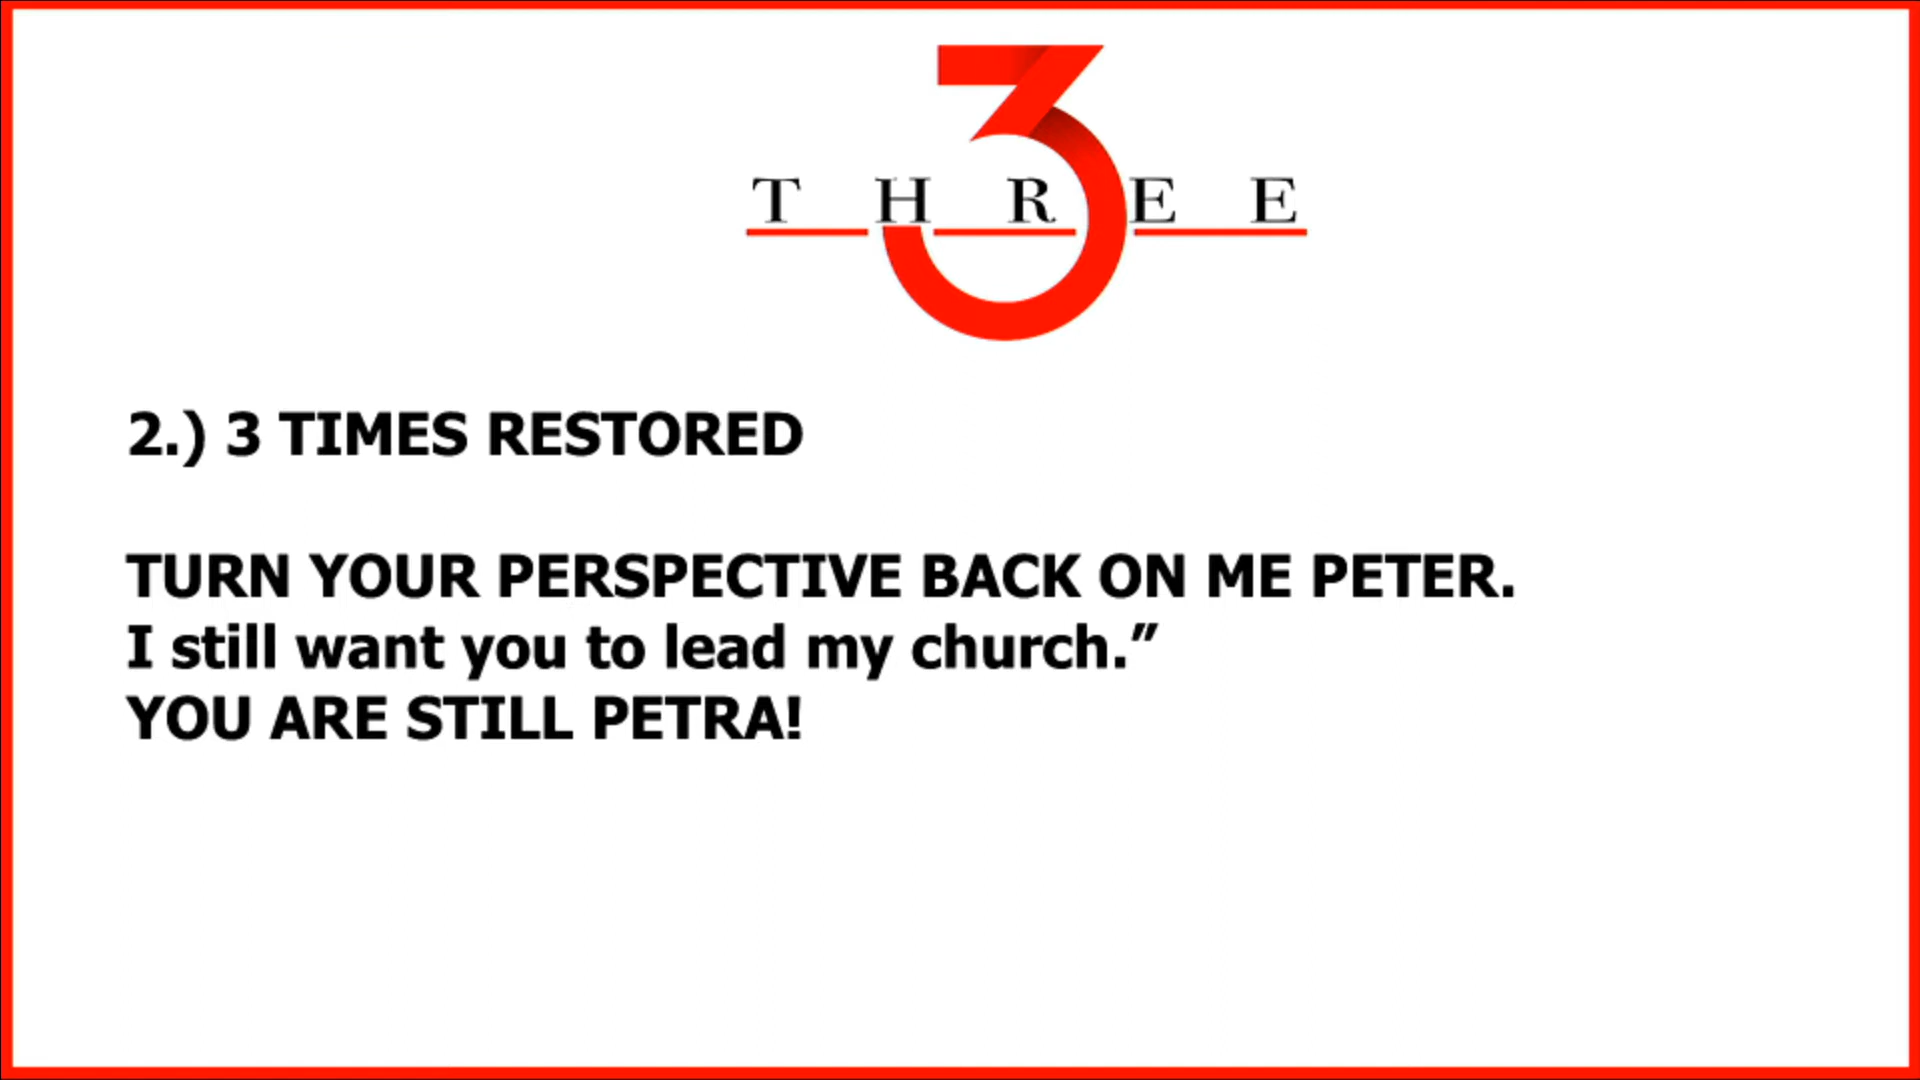 3
T H R E E
2.) 3 TIMES RESTORED
TURN YOUR PERSPECTIVE BACK ON ME PETER.
I still want you to lead my church.”
YOU ARE STILL PETRA!